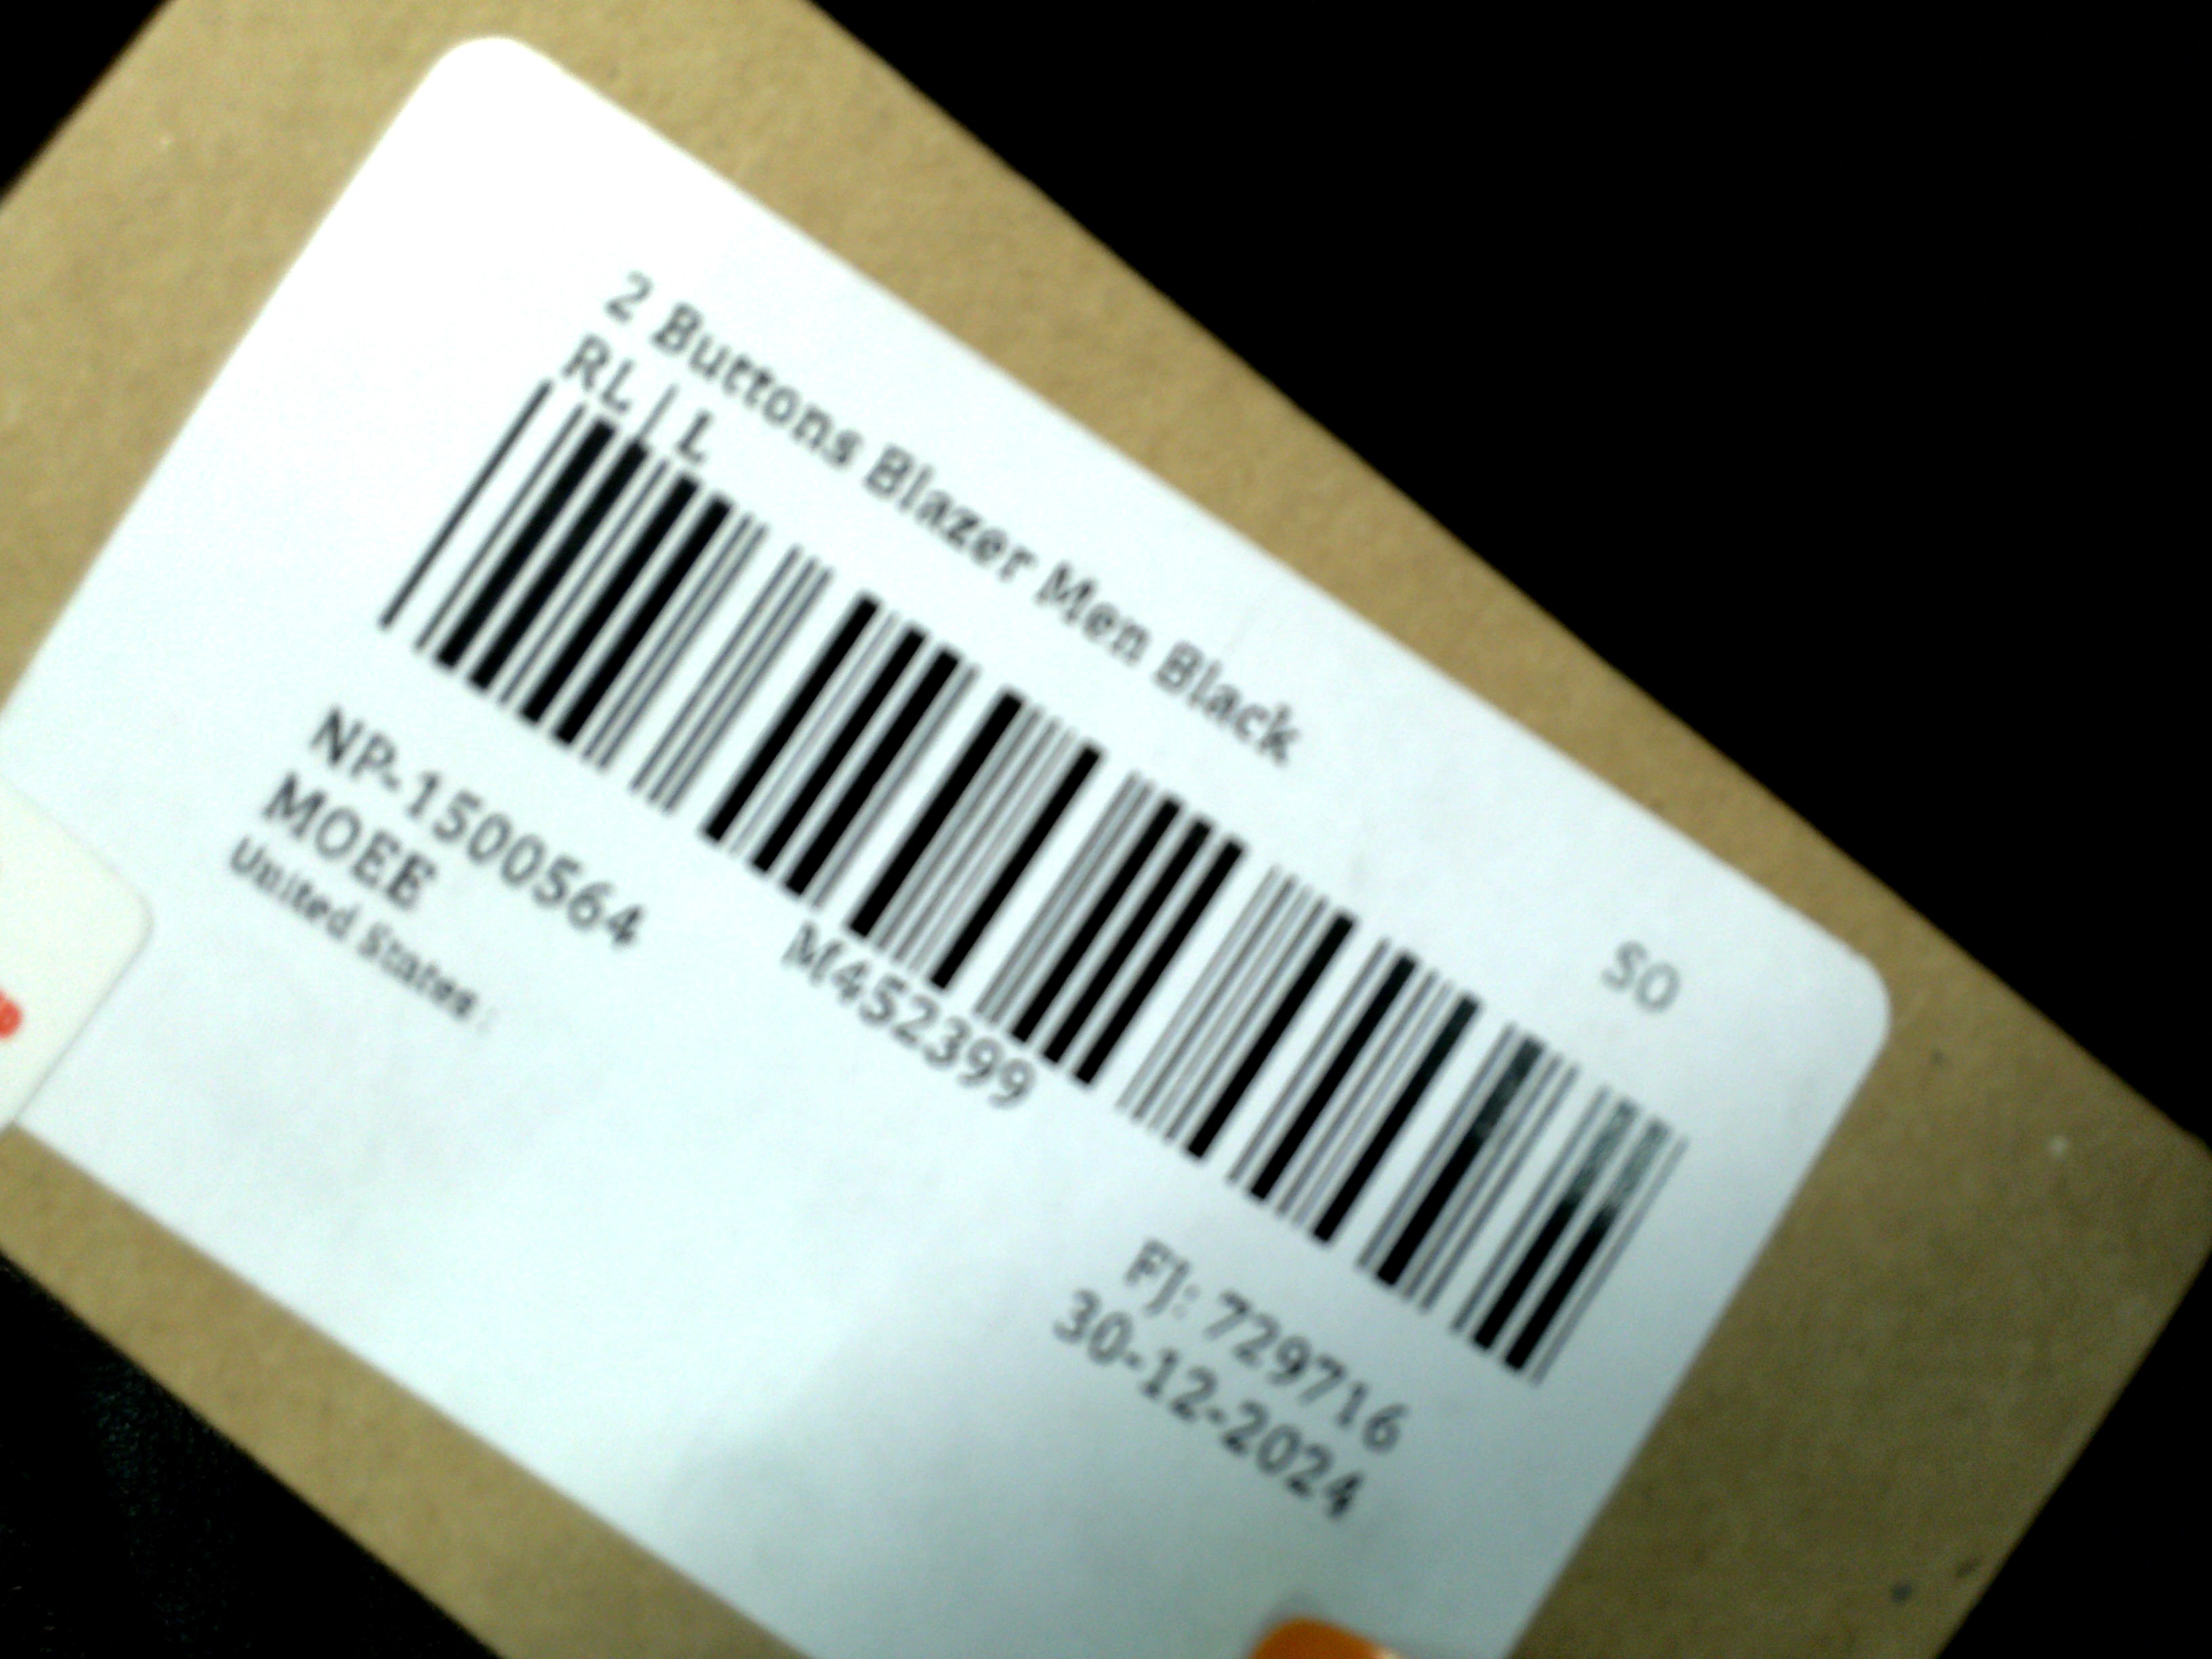 2 Buttons Blazer Men Black
RL | L
SO
M452399
NP-1500564
MOEE
United States :
FJ: 729716
30-12-2024